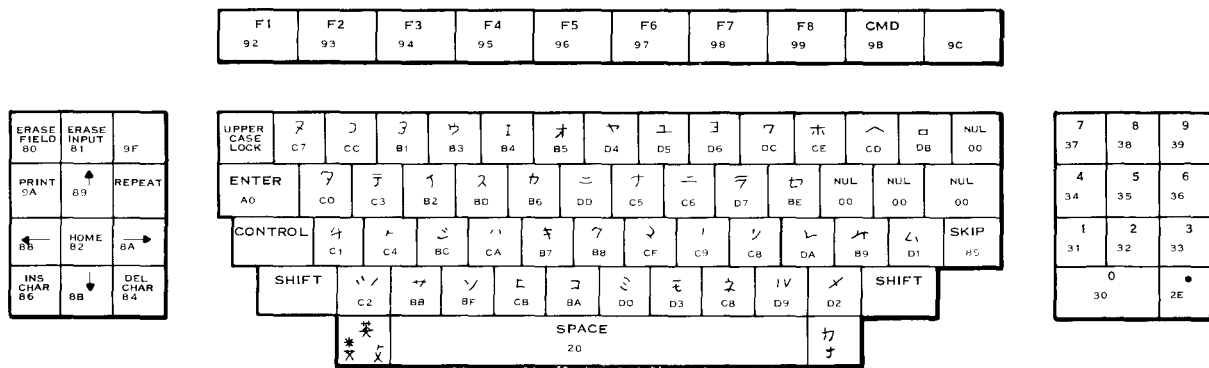 F1 F2 F3 F4 F5 F6 F7 F8 CMD
92 93 94 95 96 97 98 99 9B 9C
ERASE FIELD 80 ERASE INPUT 81 9F
PRINT 9A ↑ 89 REPEAT
← 88 HOME 82 → 8A
INS CHAR 86 ↓ 8B DEL CHAR 84
UPPER CASE LOCK ヌ フ ア ウ エ オ ヤ ユ ヨ ワ ホ ヘ ロ NUL
C7 CC B1 B3 B4 B5 D4 D5 D6 DC CE CD DB 00
ENTER タ テ イ ス カ ン ナ ニ ラ セ NUL NUL NUL
A0 C0 C3 B2 BD B6 DD C5 C6 D7 BE 00 00 00
CONTROL チ ト シ ハ キ ク マ ノ リ レ ケ ム SKIP
C1 C4 BC CA B7 B8 CF C9 C8 DA B9 D1 85
SHIFT ツ サ ソ ヒ コ ミ モ ネ ル メ SHIFT
C2 BB BF CB BA D0 D3 C8 D9 D2
英 SPACE カナ
20
7 8 9
37 38 39
4 5 6
34 35 36
1 2 3
31 32 33
0 •
30 2E